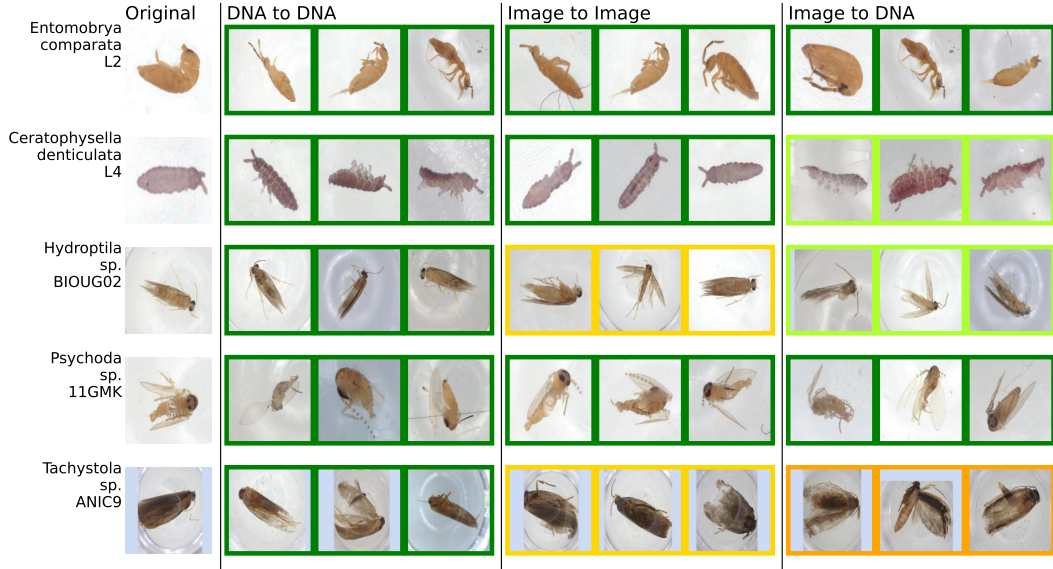 Original
DNA to DNA
Image to Image
Image to DNA
Entomobrya
comparata
L2
Ceratophysella
denticulata
L4
Hydroptila
sp.
BIOUG02
Psychoda
sp.
11GMK
Tachystola
sp.
ANIC9